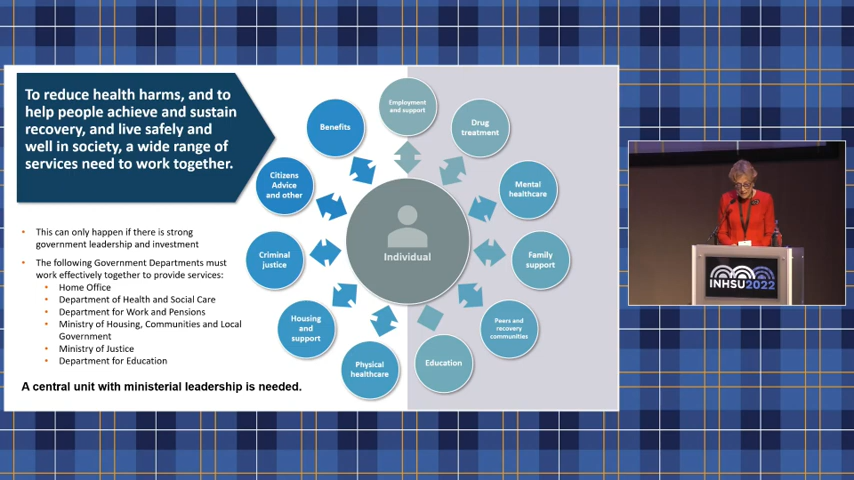 To reduce health harms, and to
help people achieve and sustain
recovery, and live safely and
well in society, a wide range of
services need to work together.
This can only happen if there is strong
government leadership and investment
The following Government Departments must
work effectively together to provide services:
Home Office
Department of Health and Social Care
Department for Work and Pensions
Ministry of Housing, Communities and Local
Government
Ministry of Justice
Department for Education
A central unit with ministerial leadership is needed.
Employment
and support
Drug
treatment
Mental
healthcare
Family
support
Peers and
recovery
communities
Education
Physical
healthcare
Housing
and
support
Criminal
justice
Citizens
Advice
and other
Benefits
Individual
INHSU2022